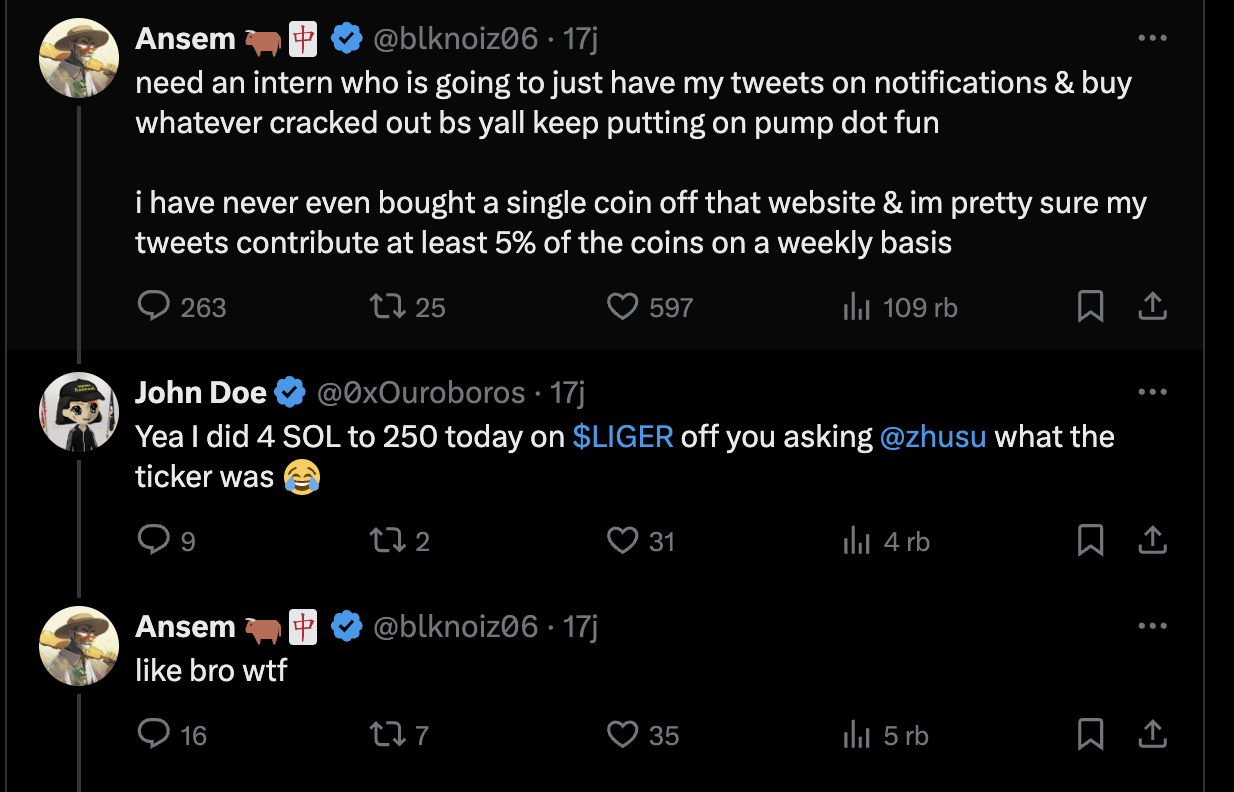 Ansem 🐂🀄 @blknoiz06 · 17j
need an intern who is going to just have my tweets on notifications & buy
whatever cracked out bs yall keep putting on pump dot fun
i have never even bought a single coin off that website & im pretty sure my
tweets contribute at least 5% of the coins on a weekly basis
263 25 597 109 rb
John Doe @0xOuroboros · 17j
Yea I did 4 SOL to 250 today on $LIGER off you asking @zhusu what the
ticker was 😂
9 2 31 4 rb
Ansem 🐂🀄 @blknoiz06 · 17j
like bro wtf
16 7 35 5 rb